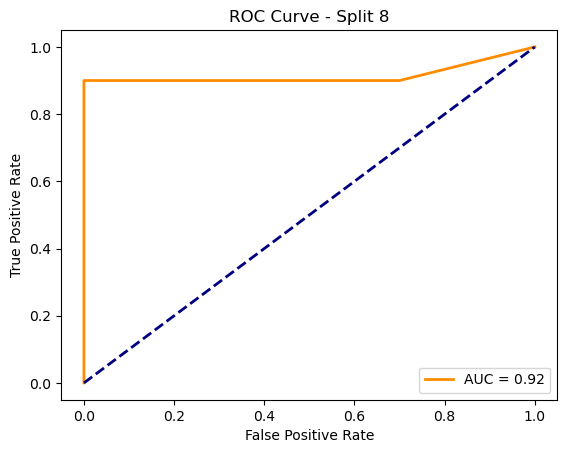 ROC Curve - Split 8
True Positive Rate
1.0
0.8
0.6
0.4
0.2
0.0
AUC = 0.92
0.0 0.2 0.4 0.6 0.8 1.0
False Positive Rate